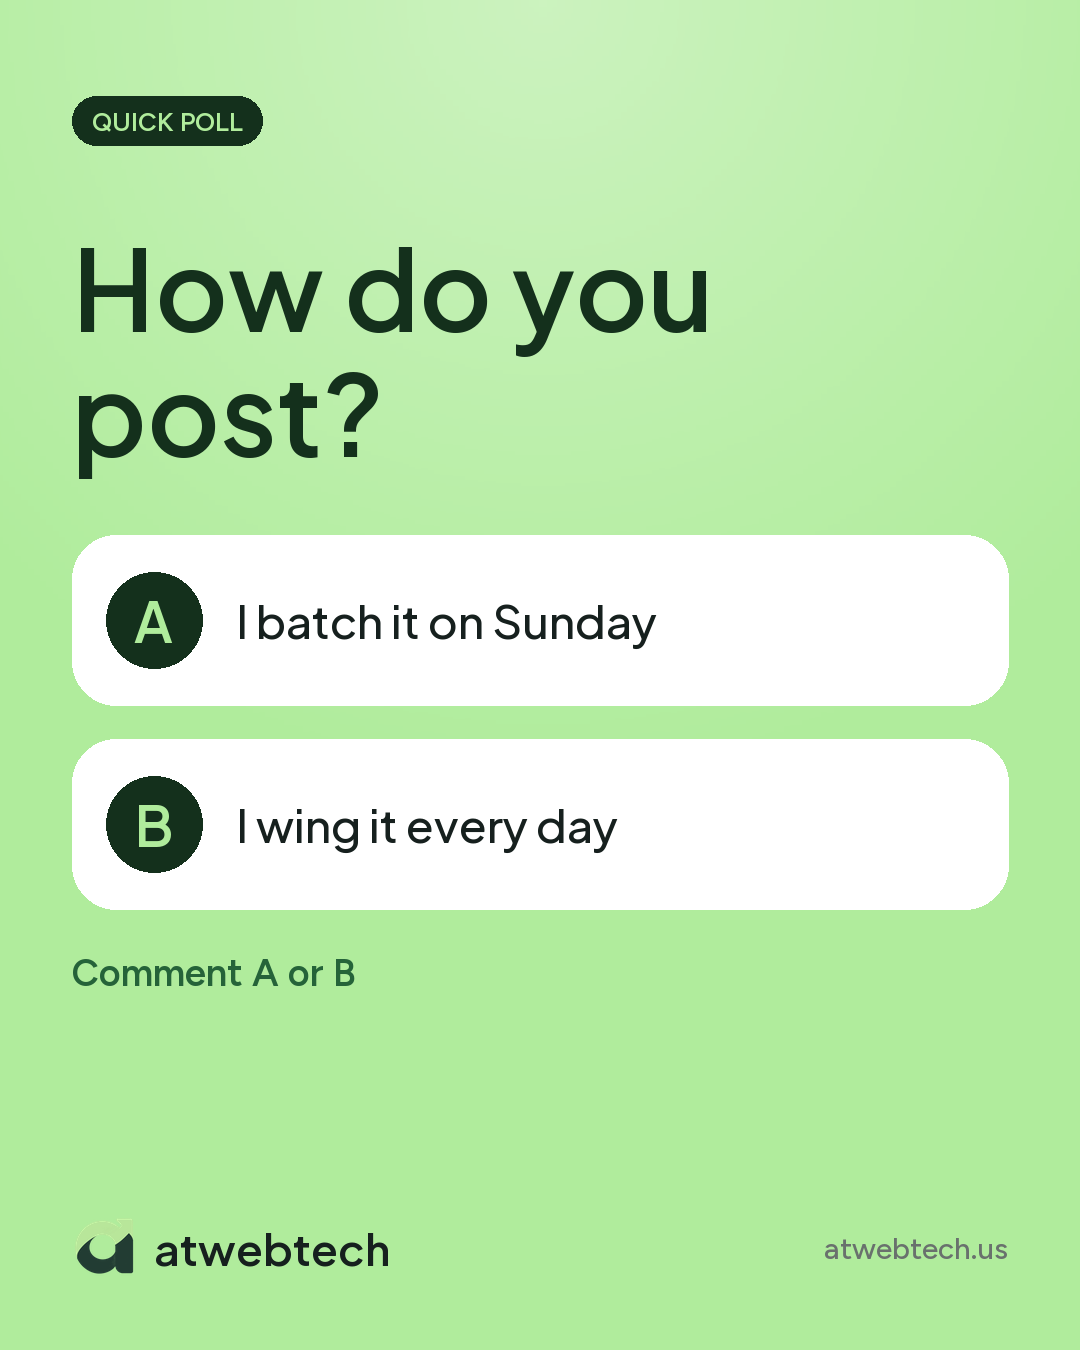 QUICK POLL
How do you
post?
A
I batch it on Sunday
B
I wing it every day
Comment A or B
atwebtech
atwebtech.us